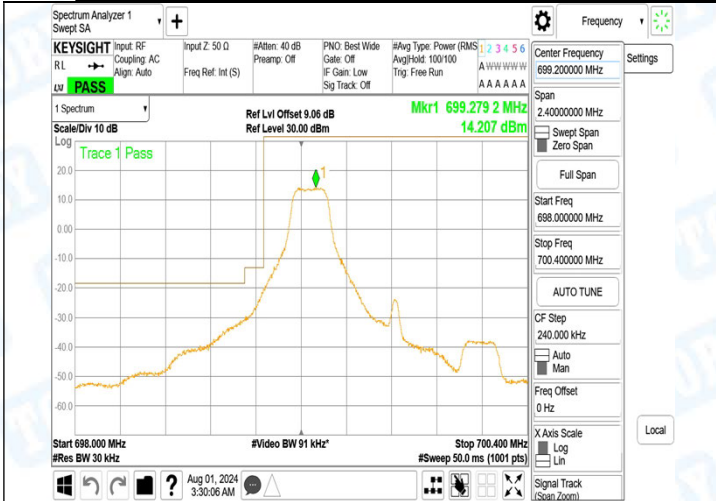 Spectrum Analyzer 1
Swept SA
Frequency
KEYSIGHT
Input: RF
Coupling: AC
Align: Auto
Input Z: 50 Ω
Freq Ref: Int (S)
#Atten: 40 dB
Preamp: Off
PNO: Best Wide
Gate: Off
IF Gain: Low
Sig Track: Off
#Avg Type: Power (RMS
Avg|Hold: 100/100
Trig: Free Run
1 2 3 4 5 6
A W W W W W
A A A A A A
RL
PASS
Center Frequency
699.200000 MHz
Settings
Span
2.40000000 MHz
Swept Span
Zero Span
Full Span
Start Freq
698.000000 MHz
Stop Freq
700.400000 MHz
AUTO TUNE
CF Step
240.000 kHz
Auto
Man
Freq Offset
0 Hz
X Axis Scale
Log
Lin
Local
Signal Track
(Span Zoom)
1 Spectrum
Scale/Div 10 dB
Log
Ref Lvl Offset 9.06 dB
Ref Level 30.00 dBm
Mkr1 699.279 2 MHz
14.207 dBm
Trace 1 Pass
1
20.0
10.0
0.00
-10.0
-20.0
-30.0
-40.0
-50.0
-60.0
Start 698.000 MHz
#Res BW 30 kHz
#Video BW 91 kHz*
Stop 700.400 MHz
#Sweep 50.0 ms (1001 pts)
?
Aug 01, 2024
3:30:06 AM